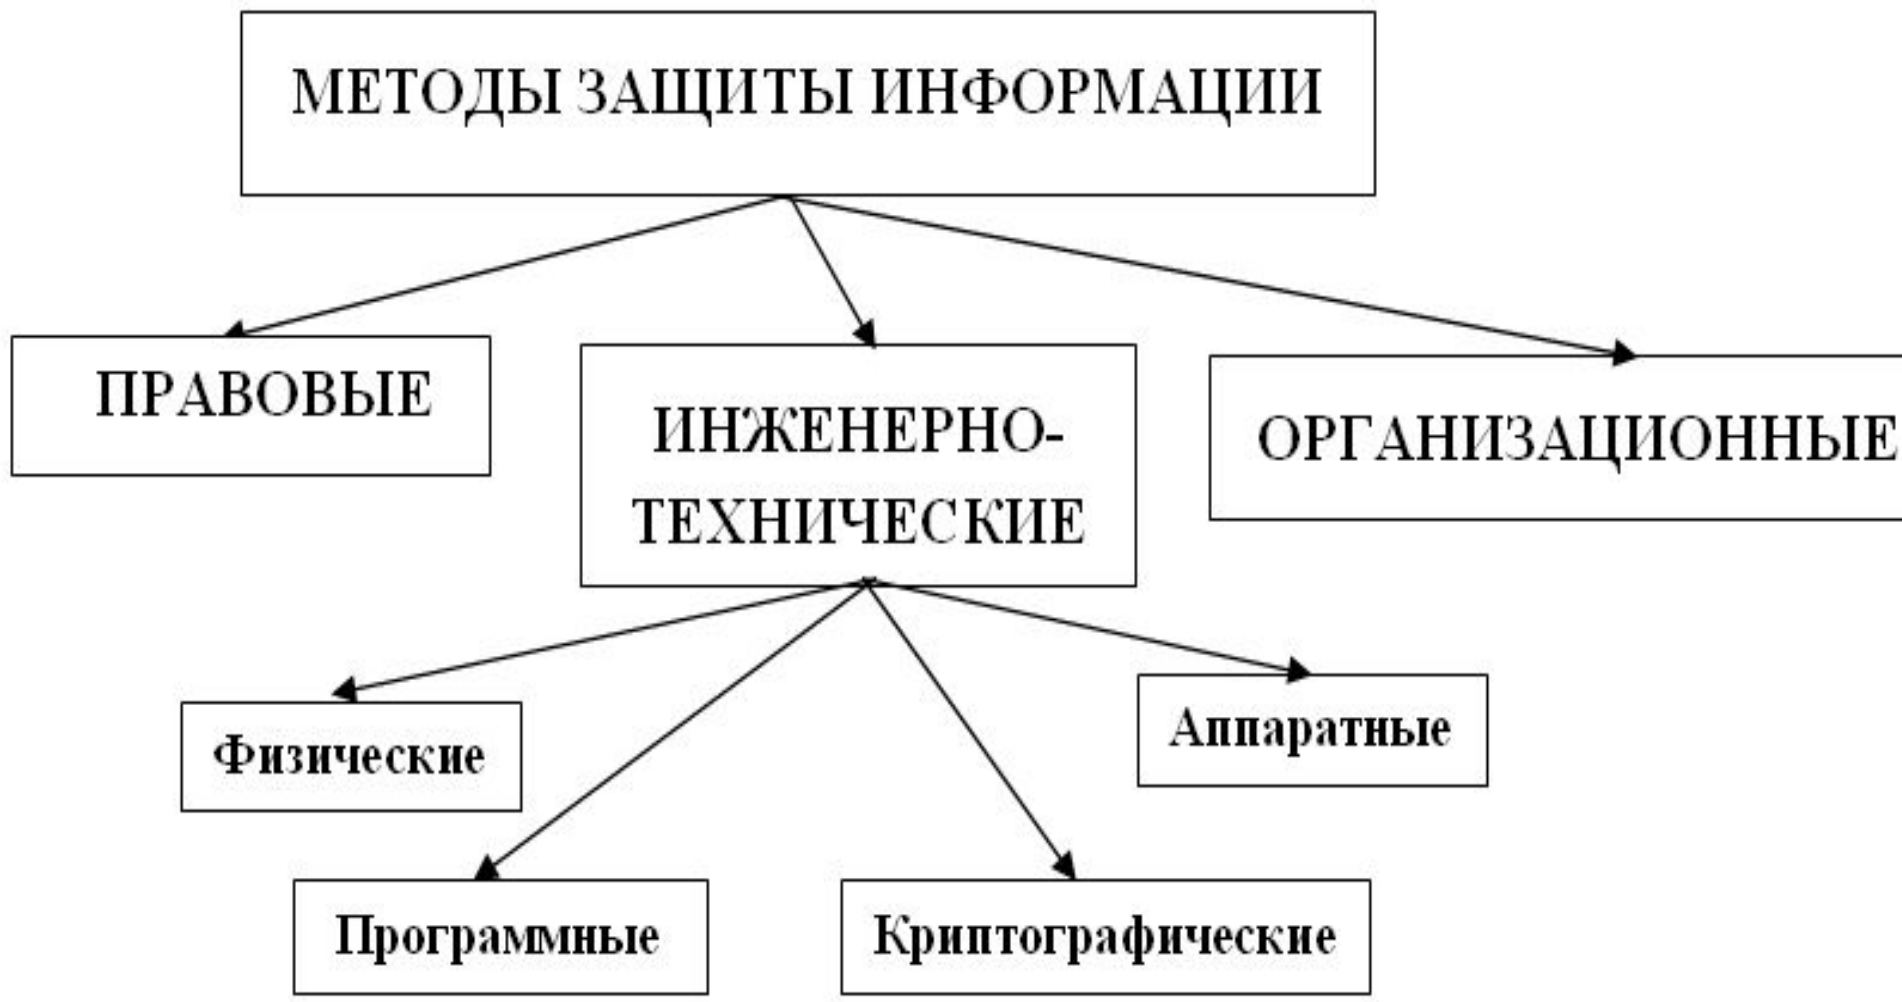 МЕТОДЫ ЗАЩИТЫ ИНФОРМАЦИИ
ПРАВОВЫЕ
ИНЖЕНЕРНО-
ТЕХНИЧЕСКИЕ
ОРГАНИЗАЦИОННЫЕ
Физические
Аппаратные
Программные
Криптографические